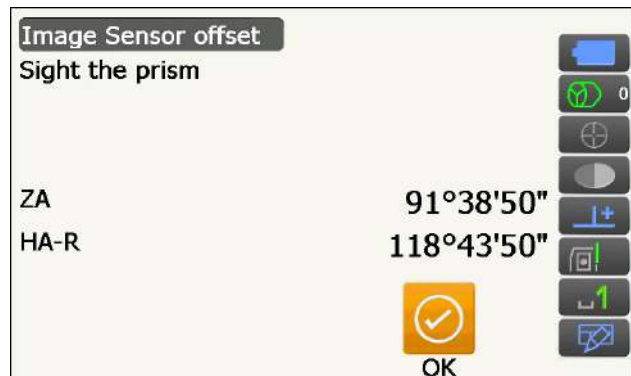 Image Sensor offset
Sight the prism
0
ZA 91°38'50"
HA-R 118°43'50"
1
OK